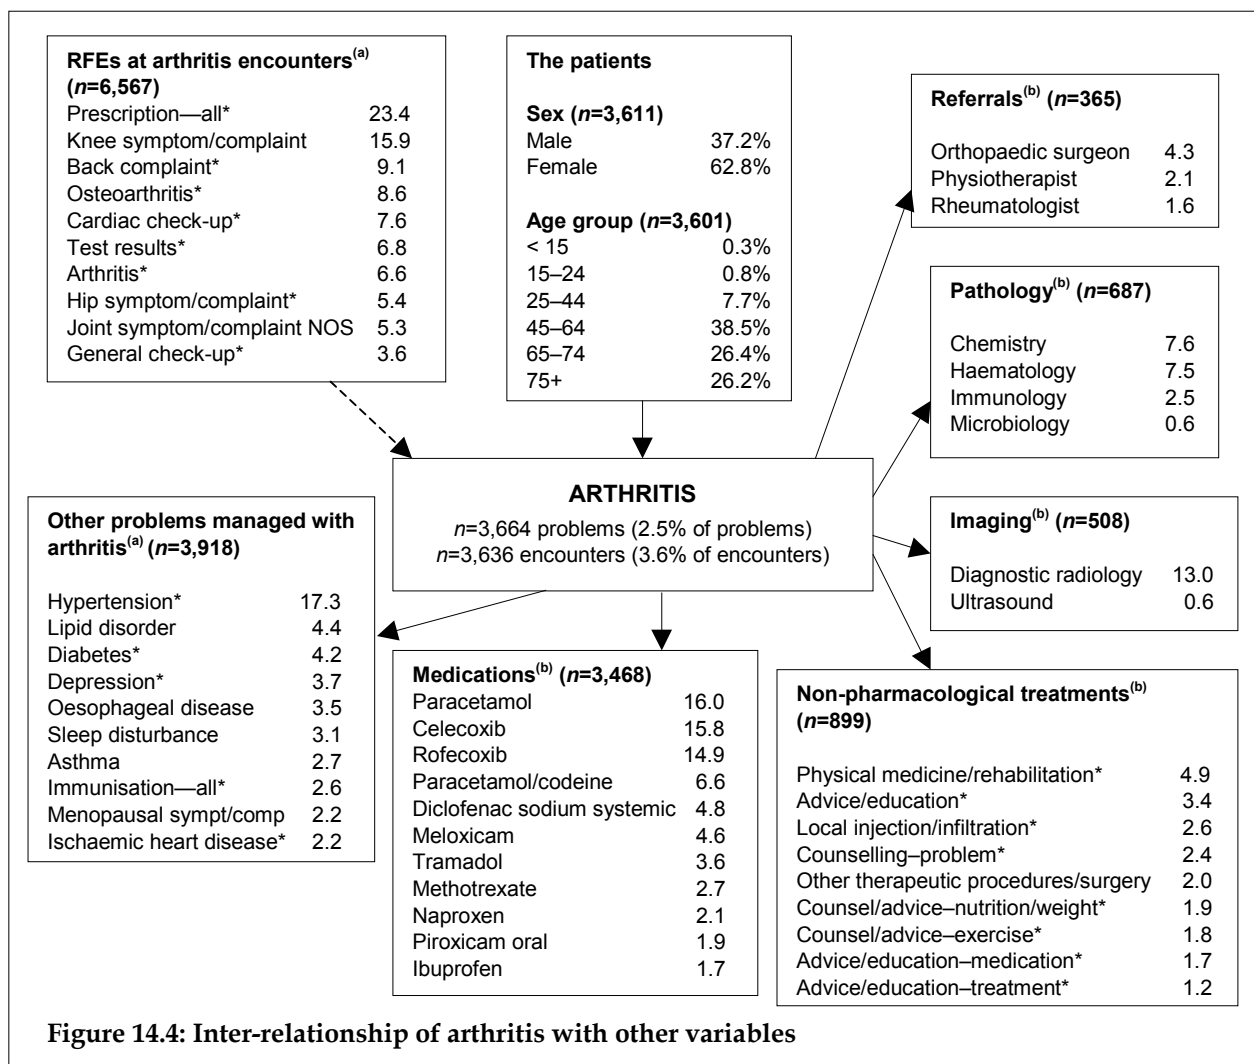 RFEs at arthritis encounters(a)
(n=6,567)
Prescription—all* 23.4
Knee symptom/complaint 15.9
Back complaint* 9.1
Osteoarthritis* 8.6
Cardiac check-up* 7.6
Test results* 6.8
Arthritis* 6.6
Hip symptom/complaint* 5.4
Joint symptom/complaint NOS 5.3
General check-up* 3.6
The patients
Sex (n=3,611)
Male 37.2%
Female 62.8%
Age group (n=3,601)
< 15 0.3%
15–24 0.8%
25–44 7.7%
45–64 38.5%
65–74 26.4%
75+ 26.2%
Referrals(b) (n=365)
Orthopaedic surgeon 4.3
Physiotherapist 2.1
Rheumatologist 1.6
Pathology(b) (n=687)
Chemistry 7.6
Haematology 7.5
Immunology 2.5
Microbiology 0.6
ARTHRITIS
n=3,664 problems (2.5% of problems)
n=3,636 encounters (3.6% of encounters)
Imaging(b) (n=508)
Diagnostic radiology 13.0
Ultrasound 0.6
Other problems managed with
arthritis(a) (n=3,918)
Hypertension* 17.3
Lipid disorder 4.4
Diabetes* 4.2
Depression* 3.7
Oesophageal disease 3.5
Sleep disturbance 3.1
Asthma 2.7
Immunisation—all* 2.6
Menopausal sympt/comp 2.2
Ischaemic heart disease* 2.2
Medications(b) (n=3,468)
Paracetamol 16.0
Celecoxib 15.8
Rofecoxib 14.9
Paracetamol/codeine 6.6
Diclofenac sodium systemic 4.8
Meloxicam 4.6
Tramadol 3.6
Methotrexate 2.7
Naproxen 2.1
Piroxicam oral 1.9
Ibuprofen 1.7
Non-pharmacological treatments(b)
(n=899)
Physical medicine/rehabilitation* 4.9
Advice/education* 3.4
Local injection/infiltration* 2.6
Counselling–problem* 2.4
Other therapeutic procedures/surgery 2.0
Counsel/advice–nutrition/weight* 1.9
Counsel/advice–exercise* 1.8
Advice/education–medication* 1.7
Advice/education–treatment* 1.2
Figure 14.4: Inter-relationship of arthritis with other variables